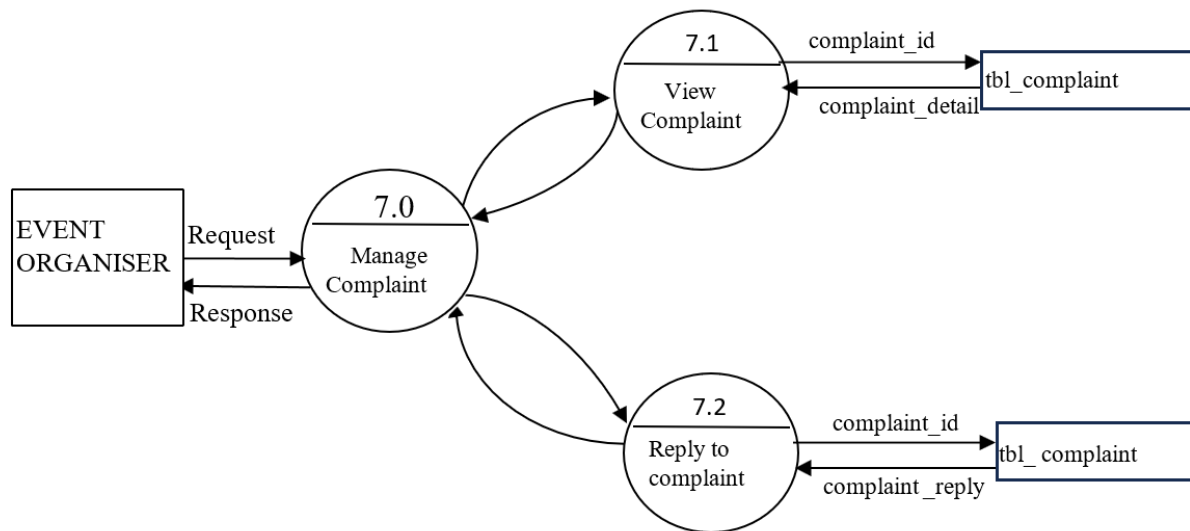 EVENT
ORGANISER
Request
Response
7.0
Manage
Complaint
7.1
View
Complaint
complaint_id
complaint_detail
tbl_complaint
7.2
Reply to
complaint
complaint_id
complaint _reply
tbl_ complaint